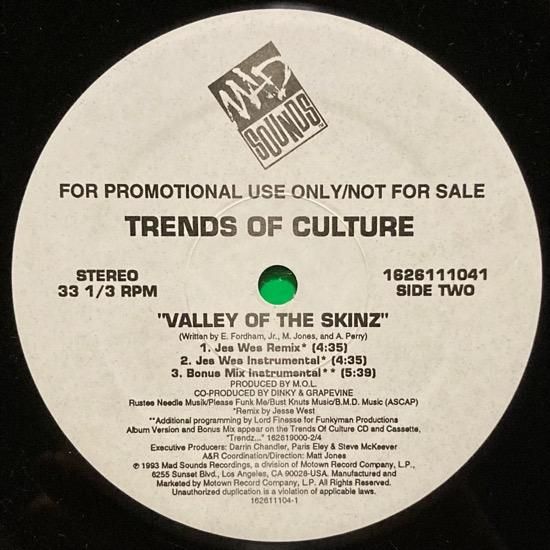 MAD
SOUNDS
FOR PROMOTIONAL USE ONLY/NOT FOR SALE
TRENDS OF CULTURE
STEREO
33 1/3 RPM
1626111041
SIDE TWO
"VALLEY OF THE SKINZ"
(Written by E. Fordham, Jr., M. Jones, and A. Perry)
1. Jes Wes Remix* (4:35)
2. Jes Wes Instrumental* (4:35)
3. Bonus Mix Instrumental** (5:39)
PRODUCED BY M.O.L.
CO-PRODUCED BY DINKY & GRAPEVINE
Rustee Needle Musik/Please Funk Me/Bust Knuts Music/B.M.D. Music (ASCAP)
*Remix by Jesse West
**Additional programming by Lord Finesse for Funkyman Productions
Album Version and Bonus Mix appear on the Trends Of Culture CD and Cassette,
"Trendz..." 162619000-2/4
Executive Producers: Darrin Chandler, Paris Eley & Steve McKeever
A&R Coordination/Direction: Matt Jones
℗ 1993 Mad Sounds Recordings, a division of Motown Record Company, L.P.,
6255 Sunset Blvd., Los Angeles, CA 90028-USA. Manufactured and
Marketed by Motown Record Company, L.P. All Rights Reserved.
Unauthorized duplication is a violation of applicable laws.
162611104-1